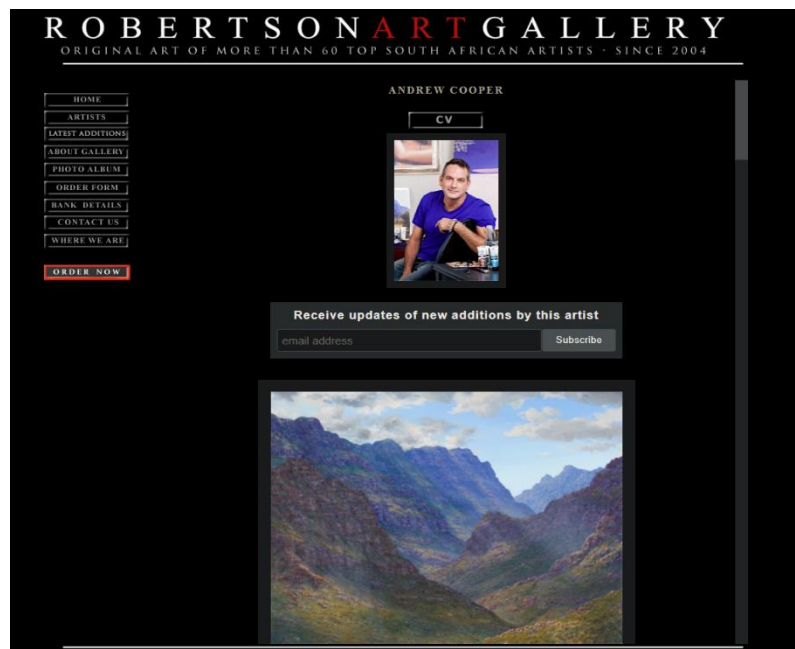 ROBERTSONARTGALLERY
ORIGINAL ART OF MORE THAN 60 TOP SOUTH AFRICAN ARTISTS · SINCE 2004
HOME
ARTISTS
LATEST ADDITIONS
ABOUT GALLERY
PHOTO ALBUM
ORDER FORM
BANK DETAILS
CONTACT US
WHERE WE ARE
ORDER NOW
ANDREW COOPER
CV
Receive updates of new additions by this artist
email address
Subscribe